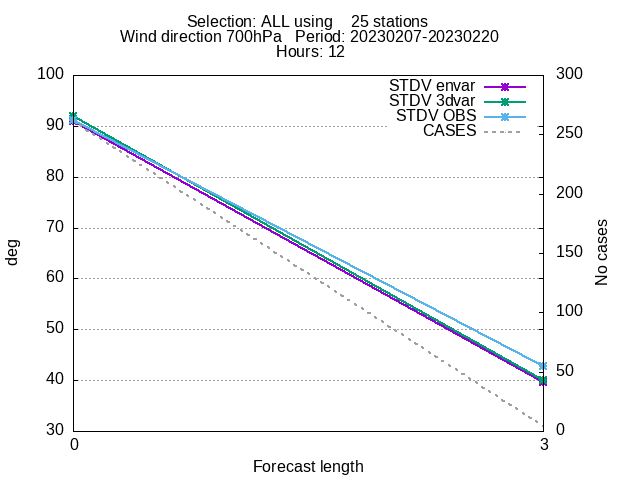 Selection: ALL using    25 stations
Wind direction 700hPa   Period: 20230207-20230220
Hours: 12
STDV envar
STDV 3dvar
STDV OBS
CASES
100
90
80
70
60
50
40
30
300
250
200
150
100
50
0
deg
No cases
0
3
Forecast length